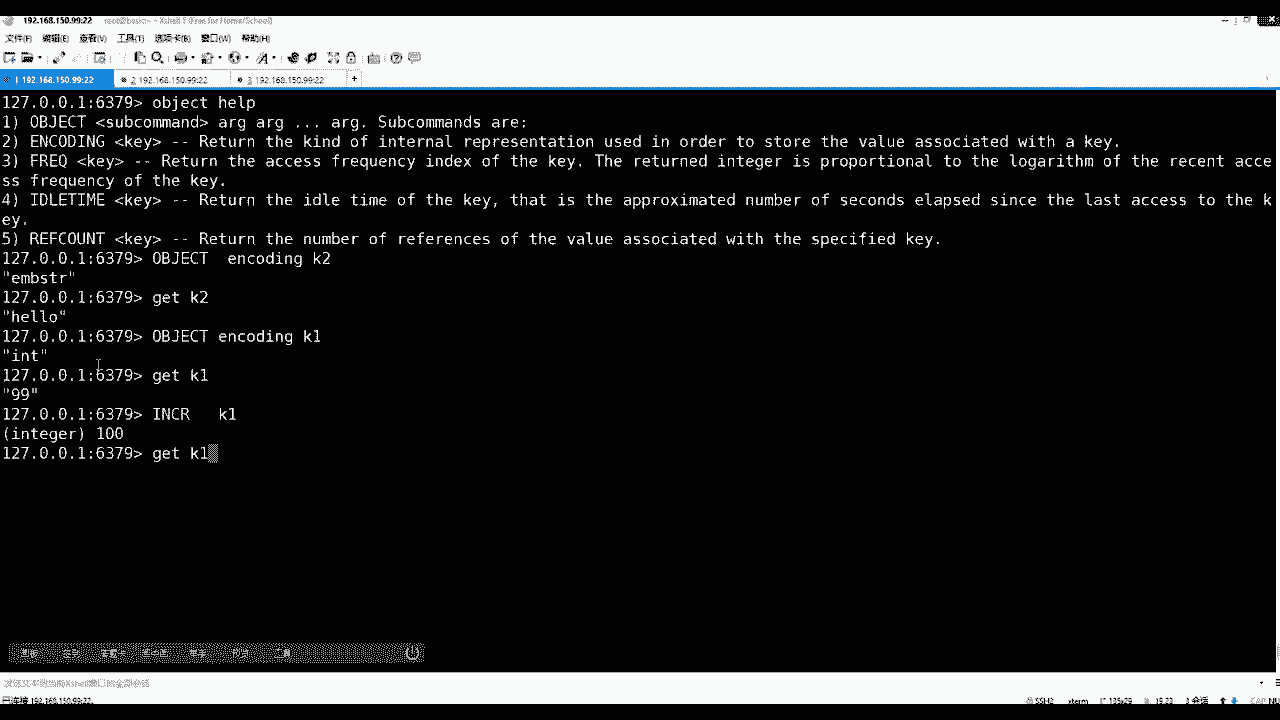 192.168.150.99:22 root@basic:~ - Xshell 5 (Free for Home/School)
文件(F) 编辑(E) 查看(V) 工具(T) 选项卡(B) 窗口(W) 帮助(H)
1 192.168.150.99:22 2 192.168.150.99:22 3 192.168.150.99:22 +
127.0.0.1:6379> object help
1) OBJECT <subcommand> arg arg ... arg. Subcommands are:
2) ENCODING <key> -- Return the kind of internal representation used in order to store the value associated with a key.
3) FREQ <key> -- Return the access frequency index of the key. The returned integer is proportional to the logarithm of the recent acce
ss frequency of the key.
4) IDLETIME <key> -- Return the idle time of the key, that is the approximated number of seconds elapsed since the last access to the k
ey.
5) REFCOUNT <key> -- Return the number of references of the value associated with the specified key.
127.0.0.1:6379> OBJECT  encoding k2
"embstr"
127.0.0.1:6379> get k2
"hello"
127.0.0.1:6379> OBJECT encoding k1
"int"
127.0.0.1:6379> get k1
"99"
127.0.0.1:6379> INCR   k1
(integer) 100
127.0.0.1:6379> get k1
已连接 192.168.150.99:22. SSH2 xterm 135x29 19,23 3 会话 CAP NU